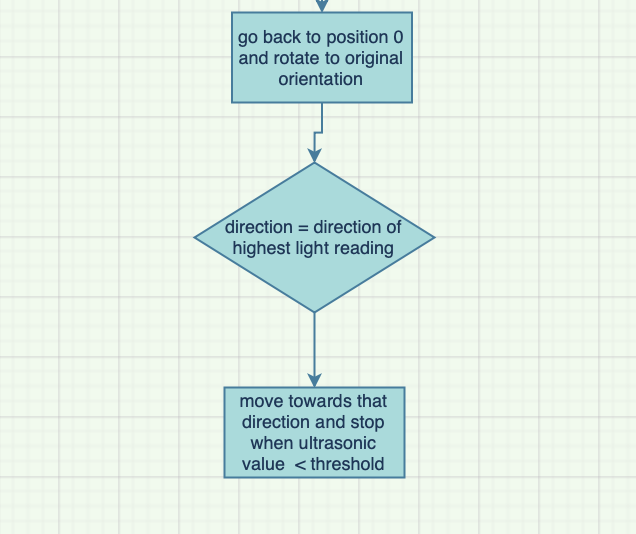 go back to position 0
and rotate to original
orientation
direction = direction of
highest light reading
move towards that
direction and stop
when ultrasonic
value  < threshold